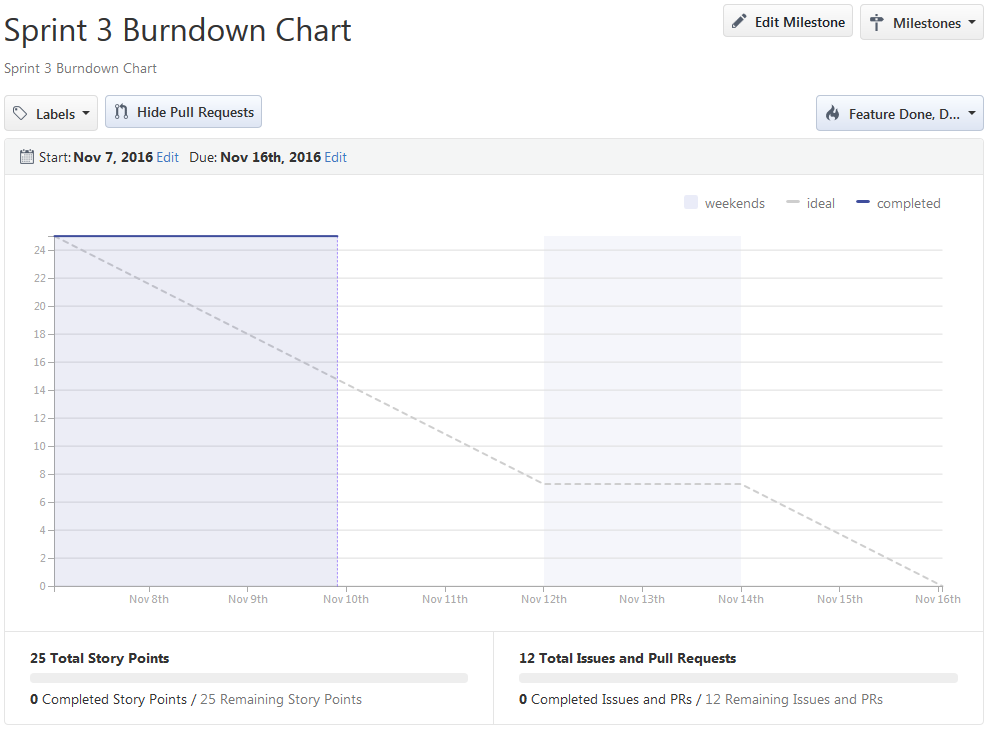 Sprint 3 Burndown Chart
Edit Milestone
Milestones
Sprint 3 Burndown Chart
Labels
Hide Pull Requests
Feature Done, D...
Start: Nov 7, 2016 Edit Due: Nov 16th, 2016 Edit
weekends ideal completed
24
22
20
18
16
14
12
10
8
6
4
2
0
Nov 8th Nov 9th Nov 10th Nov 11th Nov 12th Nov 13th Nov 14th Nov 15th Nov 16th
25 Total Story Points
0 Completed Story Points / 25 Remaining Story Points
12 Total Issues and Pull Requests
0 Completed Issues and PRs / 12 Remaining Issues and PRs